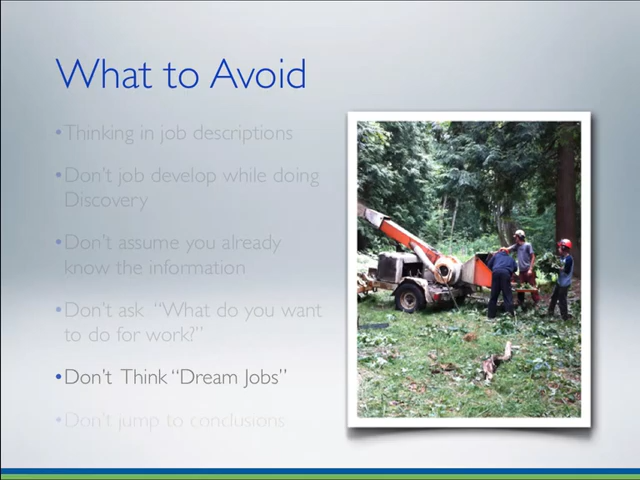 What to Avoid
•Thinking in job descriptions
•Don't job develop while doing
Discovery
•Don't assume you already
know the information
•Don't ask "What do you want
to do for work?"
•Don't Think "Dream Jobs"
•Don't jump to conclusions